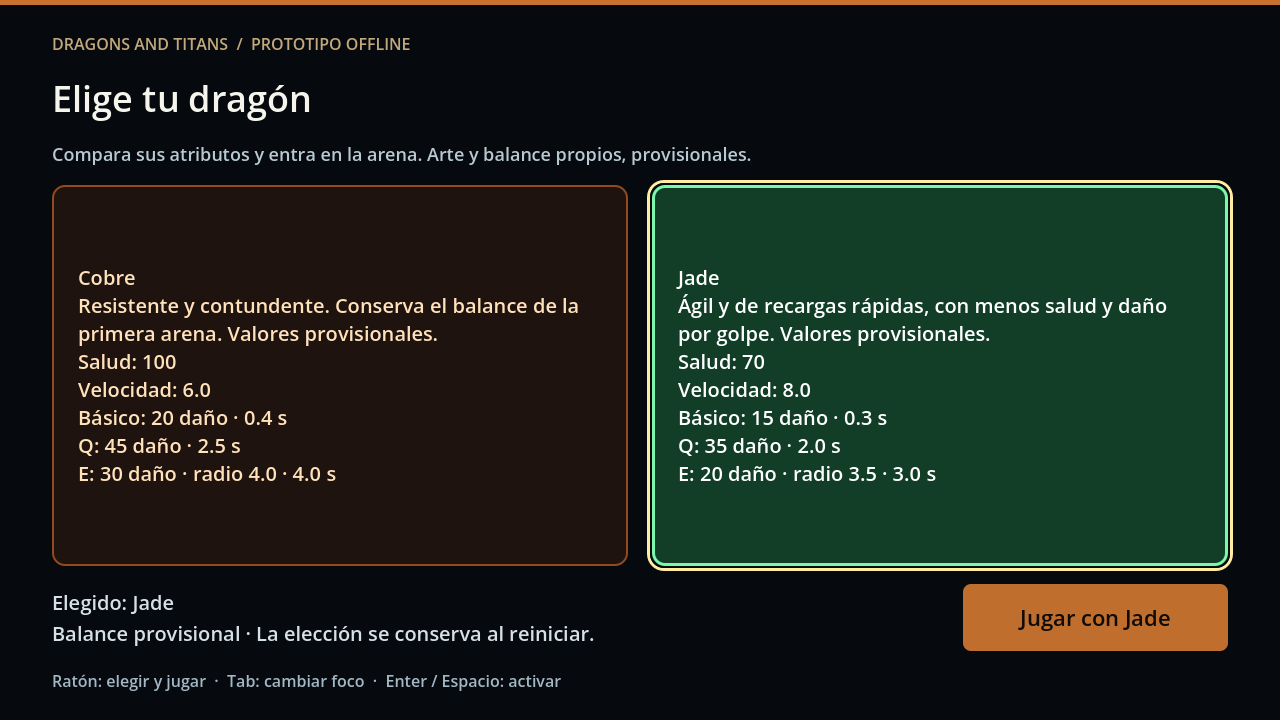 DRAGONS AND TITANS / PROTOTIPO OFFLINE
Elige tu dragón
Compara sus atributos y entra en la arena. Arte y balance propios, provisionales.
Cobre
Resistente y contundente. Conserva el balance de la
primera arena. Valores provisionales.
Salud: 100
Velocidad: 6.0
Básico: 20 daño · 0.4 s
Q: 45 daño · 2.5 s
E: 30 daño · radio 4.0 · 4.0 s
Jade
Ágil y de recargas rápidas, con menos salud y daño
por golpe. Valores provisionales.
Salud: 70
Velocidad: 8.0
Básico: 15 daño · 0.3 s
Q: 35 daño · 2.0 s
E: 20 daño · radio 3.5 · 3.0 s
Elegido: Jade
Balance provisional · La elección se conserva al reiniciar.
Jugar con Jade
Ratón: elegir y jugar · Tab: cambiar foco · Enter / Espacio: activar